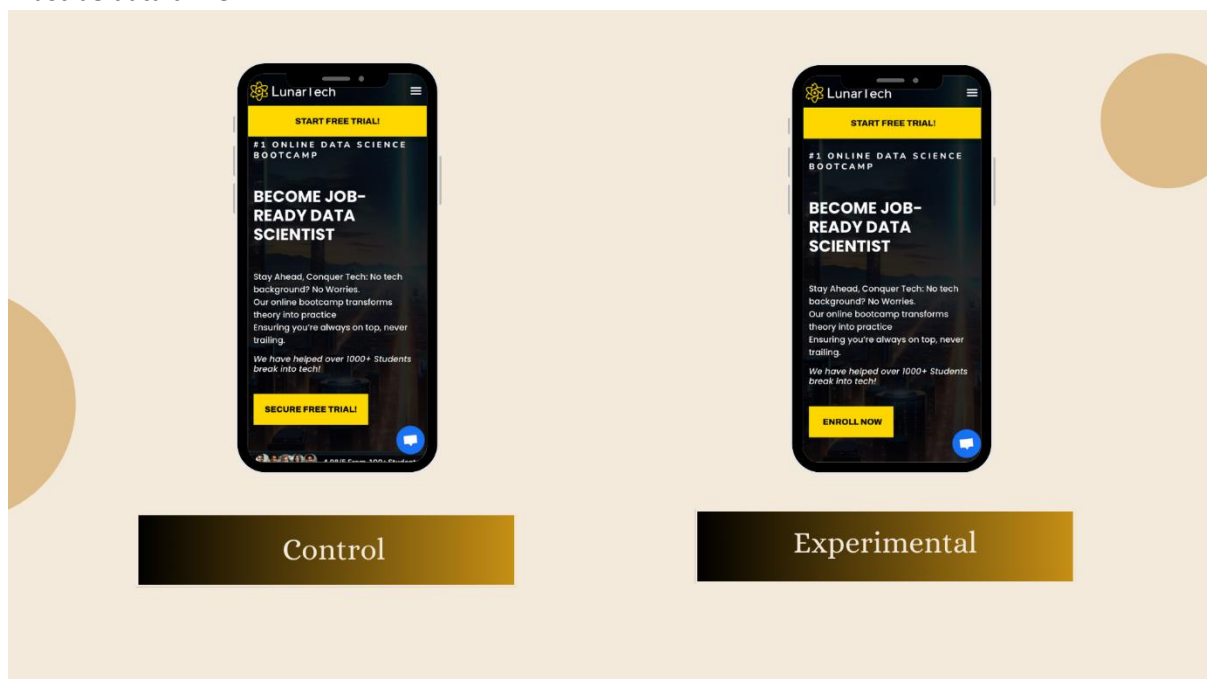 LunarTech
START FREE TRIAL!
#1 ONLINE DATA SCIENCE
BOOTCAMP
BECOME JOB-
READY DATA
SCIENTIST
Stay Ahead, Conquer Tech: No tech
background? No Worries.
Our online bootcamp transforms
theory into practice
Ensuring you're always on top, never
trailing.
We have helped over 1000+ Students
break into tech!
SECURE FREE TRIAL!
Control
LunarTech
START FREE TRIAL!
#1 ONLINE DATA SCIENCE
BOOTCAMP
BECOME JOB-
READY DATA
SCIENTIST
Stay Ahead, Conquer Tech: No tech
background? No Worries.
Our online bootcamp transforms
theory into practice
Ensuring you're always on top, never
trailing.
We have helped over 1000+ Students
break into tech!
ENROLL NOW
Experimental